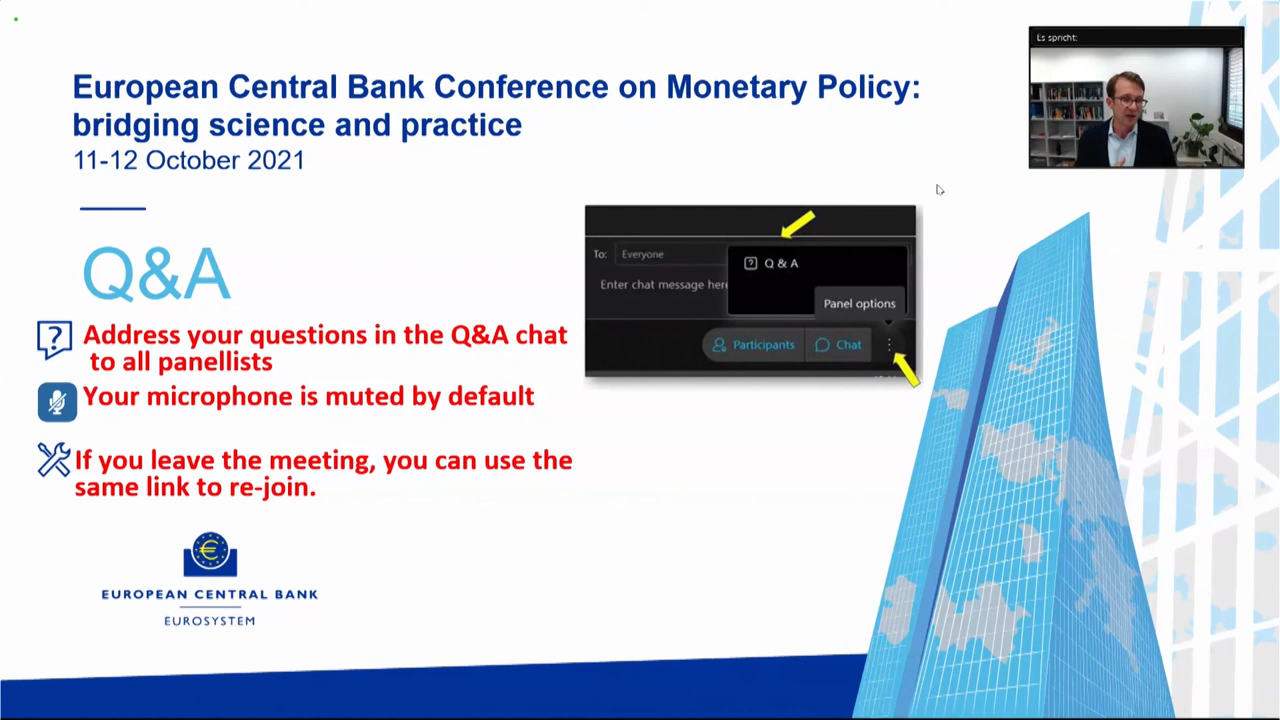 Es spricht:
European Central Bank Conference on Monetary Policy:
bridging science and practice
11-12 October 2021
Q&A
Address your questions in the Q&A chat
to all panellists
Your microphone is muted by default
If you leave the meeting, you can use the
same link to re-join.
To:
Everyone
Q & A
Enter chat message here
Panel options
Participants
Chat
EUROPEAN CENTRAL BANK
EUROSYSTEM